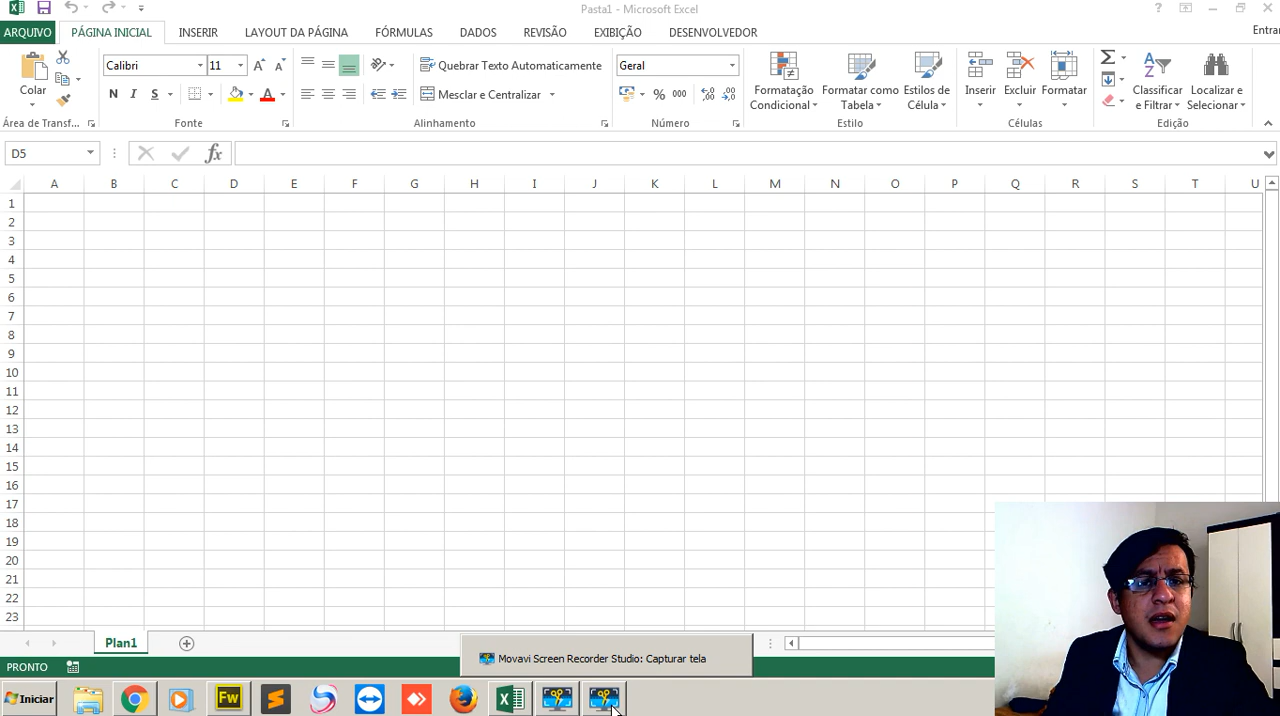 Pasta1 - Microsoft Excel
?
ARQUIVO PÁGINA INICIAL INSERIR LAYOUT DA PÁGINA FÓRMULAS DADOS REVISÃO EXIBIÇÃO DESENVOLVEDOR Entrar
Colar
Calibri 11
Quebrar Texto Automaticamente
Geral
N I S A
Mesclar e Centralizar
% 000
Formatação Condicional
Formatar como Tabela
Estilos de Célula
Inserir Excluir Formatar
Classificar e Filtrar
Localizar e Selecionar
Área de Transf... Fonte Alinhamento Número Estilo Células Edição
D5 fx
A B C D E F G H I J K L M N O P Q R S T U
1
2
3
4
5
6
7
8
9
10
11
12
13
14
15
16
17
18
19
20
21
22
23
Plan1
Movavi Screen Recorder Studio: Capturar tela
PRONTO
Iniciar Fw